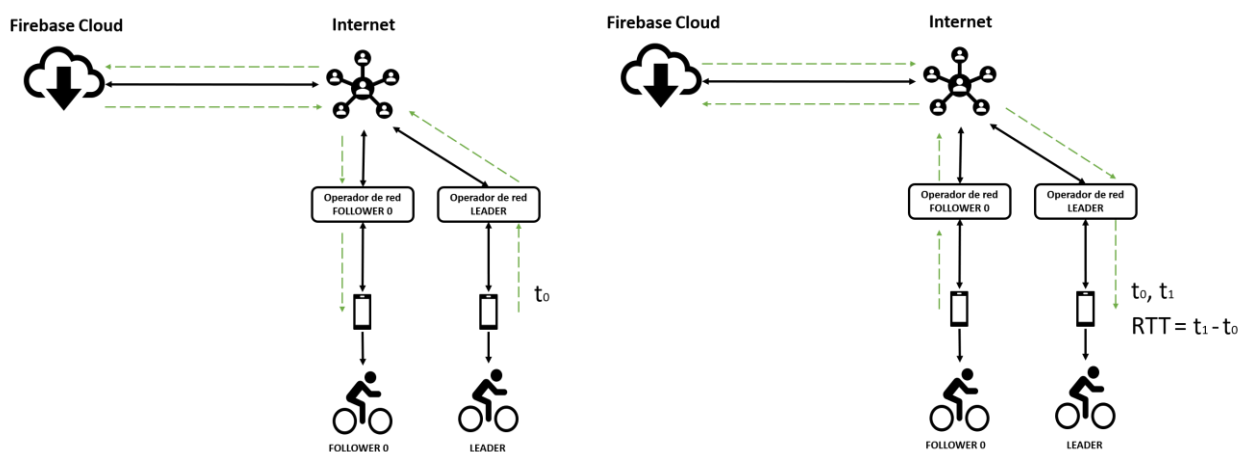 Firebase Cloud
Internet
Operador de red
FOLLOWER 0
Operador de red
LEADER
t₀
FOLLOWER 0
LEADER
Firebase Cloud
Internet
Operador de red
FOLLOWER 0
Operador de red
LEADER
t₀, t₁
RTT = t₁ - t₀
FOLLOWER 0
LEADER